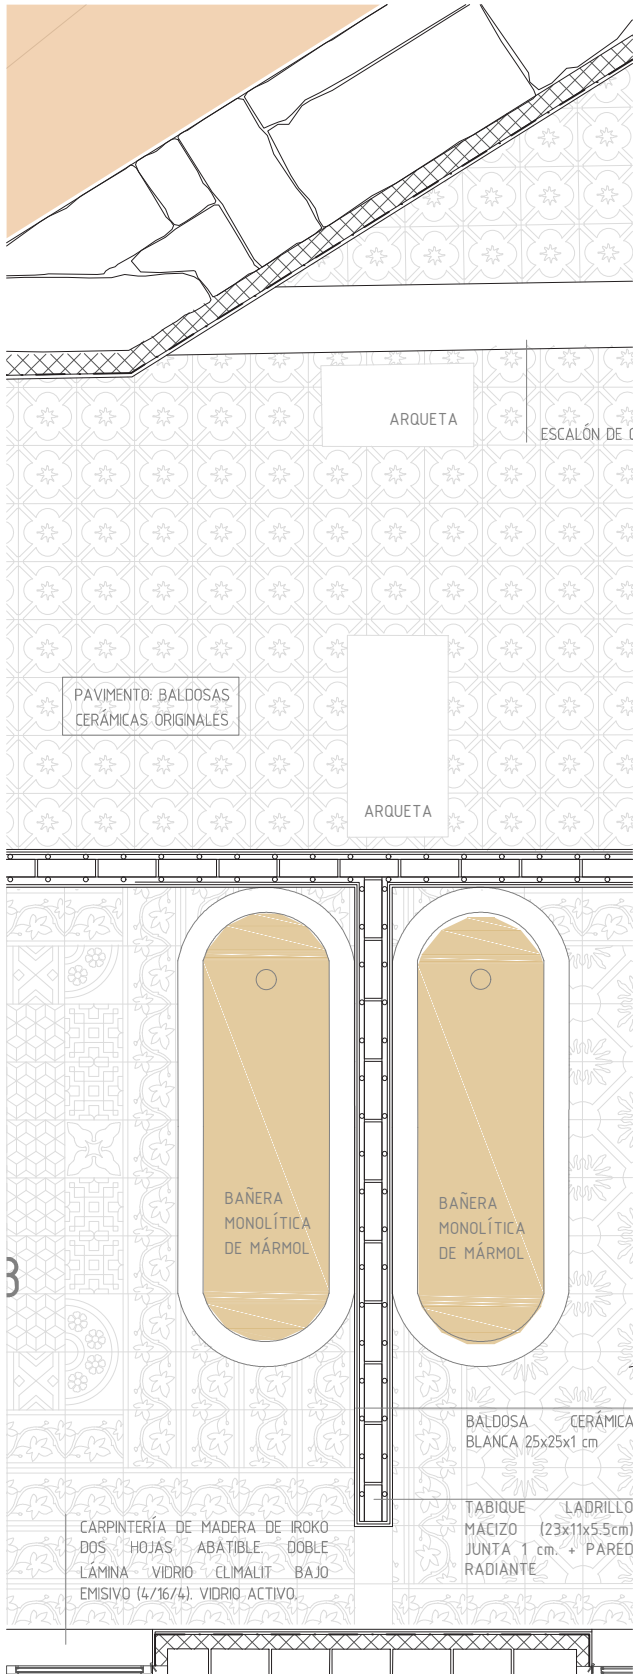 ARQUETA
ESCALÓN DE
PAVIMENTO: BALDOSAS
CERÁMICAS ORIGINALES
ARQUETA
BAÑERA
MONOLÍTICA
DE MÁRMOL
BAÑERA
MONOLÍTICA
DE MÁRMOL
BALDOSA CERÁMICA
BLANCA 25x25x1 cm
TABIQUE LADRILLO
MACIZO (23x11x5.5cm)
JUNTA 1 cm. + PARED
RADIANTE
CARPINTERÍA DE MADERA DE IROKO
DOS HOJAS ABATIBLE. DOBLE
LÁMINA VIDRIO CLIMALIT BAJO
EMISIVO (4/16/4). VIDRIO ACTIVO.